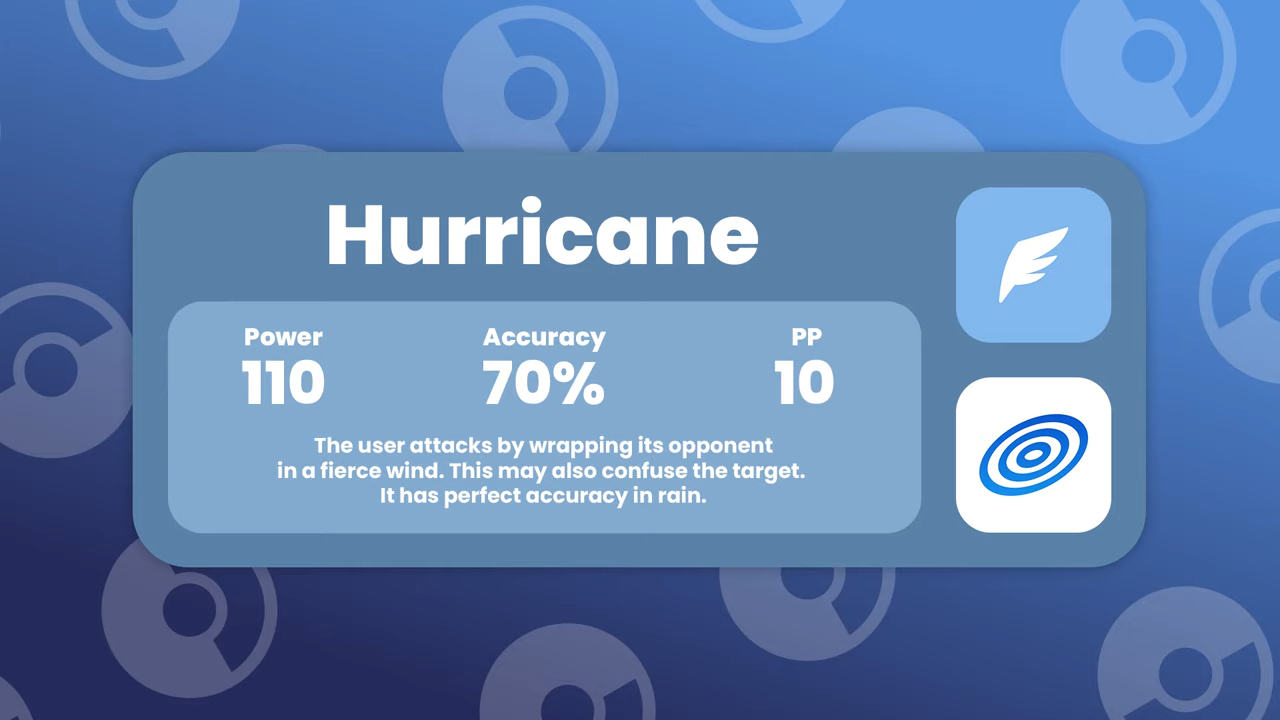 Hurricane
Power
Accuracy
PP
110
70%
10
The user attacks by wrapping its opponent
in a fierce wind. This may also confuse the target.
It has perfect accuracy in rain.